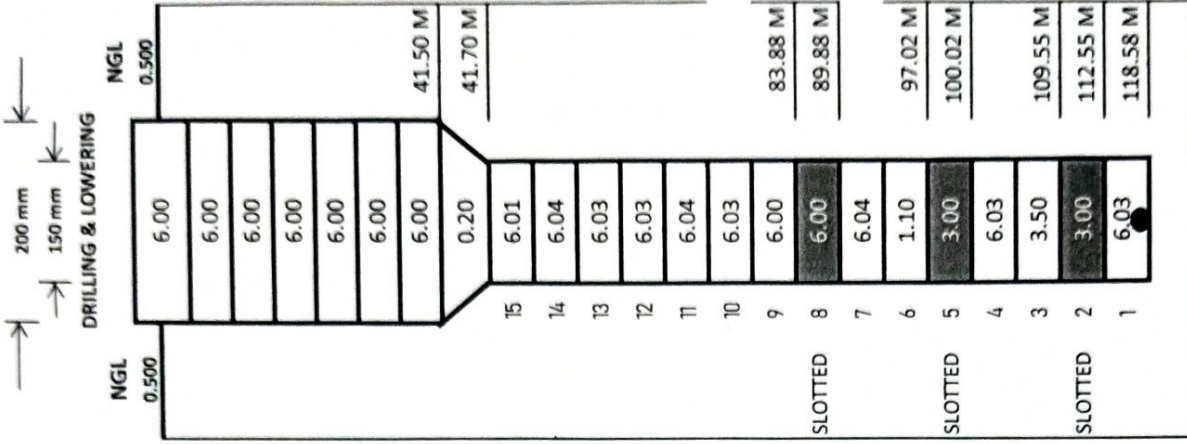 200 mm
150 mm
DRILLING & LOWERING
NGL
0.500
NGL
0.500
6.00
6.00
6.00
6.00
6.00
6.00
6.00
41.50 M
0.20
41.70 M
15 6.01
14 6.04
13 6.03
12 6.03
11 6.04
10 6.03
9 6.00
83.88 M
SLOTTED 8 6.00
89.88 M
7 6.04
6 1.10
97.02 M
SLOTTED 5 3.00
100.02 M
4 6.03
3 3.50
109.55 M
SLOTTED 2 3.00
112.55 M
1 6.03
118.58 M